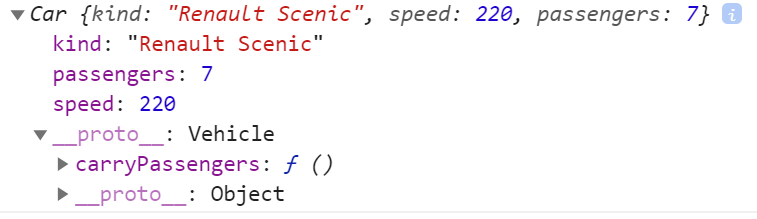 ▼ Car {kind: "Renault Scenic", speed: 220, passengers: 7} i
kind: "Renault Scenic"
passengers: 7
speed: 220
▼ __proto__: Vehicle
▶ carryPassengers: ƒ ()
▶ __proto__: Object